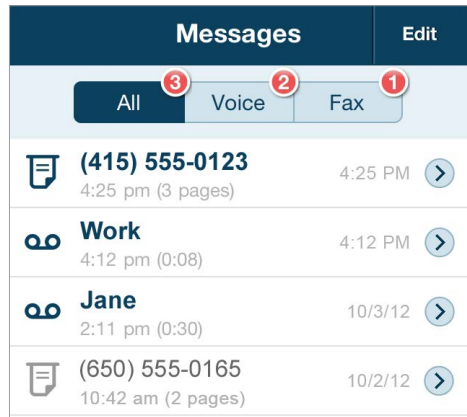 Messages Edit
3 2 1
All Voice Fax
(415) 555-0123 4:25 PM
4:25 pm (3 pages)
Work 4:12 PM
4:12 pm (0:08)
Jane 10/3/12
2:11 pm (0:30)
(650) 555-0165 10/2/12
10:42 am (2 pages)